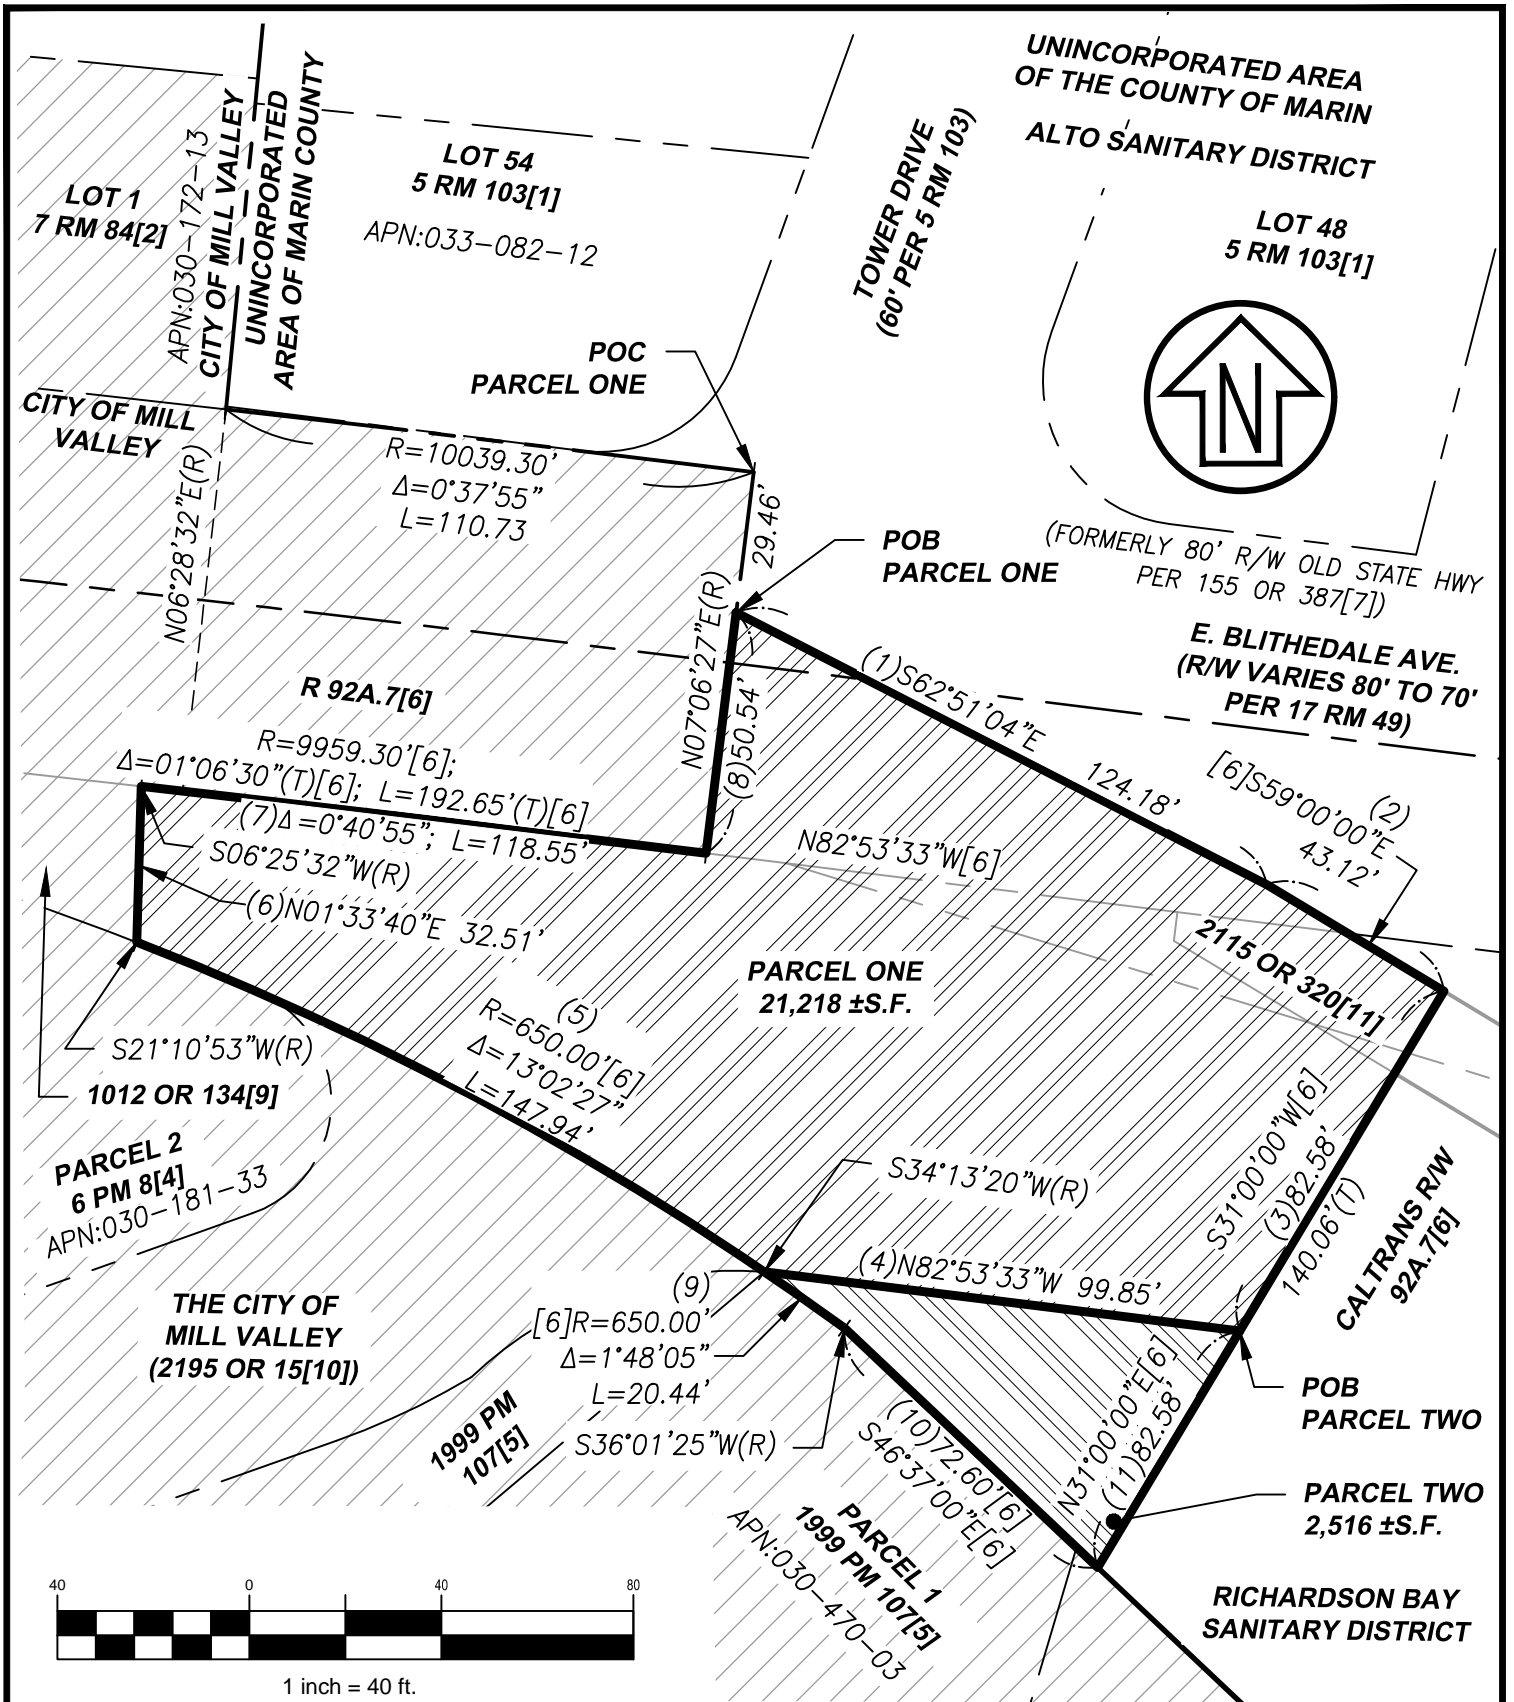 UNINCORPORATED AREA
OF THE COUNTY OF MARIN
ALTO SANITARY DISTRICT
LOT 48
5 RM 103[1]
TOWER DRIVE
(60' PER 5 RM 103)
LOT 54
5 RM 103[1]
APN:033-082-12
UNINCORPORATED
AREA OF MARIN COUNTY
CITY OF MILL VALLEY
APN:030-172-13
LOT 1
7 RM 84[2]
CITY OF MILL
VALLEY
POC
PARCEL ONE
R=10039.30'
Δ=0°37'55"
L=110.73
29.46'
N06°28'32"E(R)
N
POB
PARCEL ONE
(FORMERLY 80' R/W OLD STATE HWY
PER 155 OR 387[7])
E. BLITHEDALE AVE.
(R/W VARIES 80' TO 70'
PER 17 RM 49)
R 92A.7[6]
N07°06'27"E(R)
(8)50.54'
(1)S62°51'04"E
124.18'
(2)
[6]S59°00'00"E
43.12'
R=9959.30'[6];
Δ=01°06'30"(T)[6]; L=192.65'(T)[6]
(7)Δ=0°40'55"; L=118.55'
S06°25'32"W(R)
(6)N01°33'40"E 32.51'
N82°53'33"W[6]
2115 OR 320[11]
PARCEL ONE
21,218 ±S.F.
(5)
R=650.00'[6]
Δ=13°02'27"
L=147.94'
S21°10'53"W(R)
1012 OR 134[9]
PARCEL 2
6 PM 8[4]
APN:030-181-33
S31°00'00"W[6]
(3)82.58'
140.06'(T)
CALTRANS R/W
92A.7[6]
S34°13'20"W(R)
(4)N82°53'33"W 99.85'
THE CITY OF
MILL VALLEY
(2195 OR 15[10])
(9)
[6]R=650.00'
Δ=1°48'05"
L=20.44'
S36°01'25"W(R)
1999 PM
107[5]
(10)72.60'[6]
S46°37'00"E[6]
N31°00'00"E[6]
(11)82.58'
POB
PARCEL TWO
PARCEL TWO
2,516 ±S.F.
PARCEL 1
1999 PM 107[5]
APN:030-470-03
RICHARDSON BAY
SANITARY DISTRICT
40 0 40 80
1 inch = 40 ft.